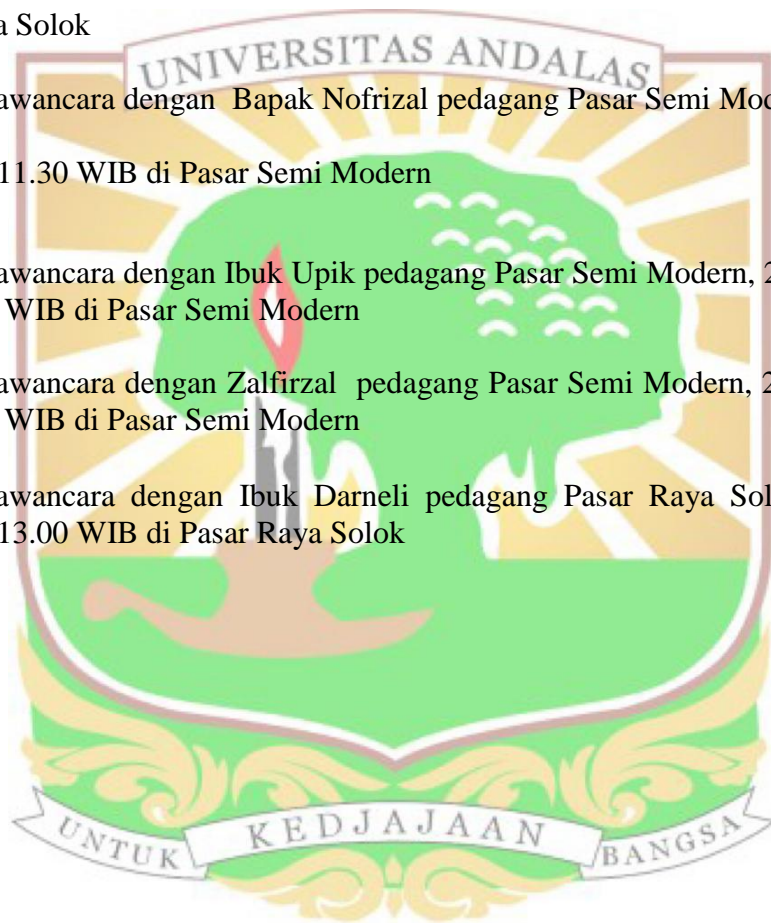 a Solok
UNIVERSITAS ANDALAS
awancara dengan Bapak Nofrizal pedagang Pasar Semi Mod
11.30 WIB di Pasar Semi Modern
awancara dengan Ibuk Upik pedagang Pasar Semi Modern, 2
WIB di Pasar Semi Modern
awancara dengan Zalfirzal pedagang Pasar Semi Modern, 2
WIB di Pasar Semi Modern
awancara dengan Ibuk Darneli pedagang Pasar Raya Sol
13.00 WIB di Pasar Raya Solok
UNTUK KEDJAJAAN BANGSA